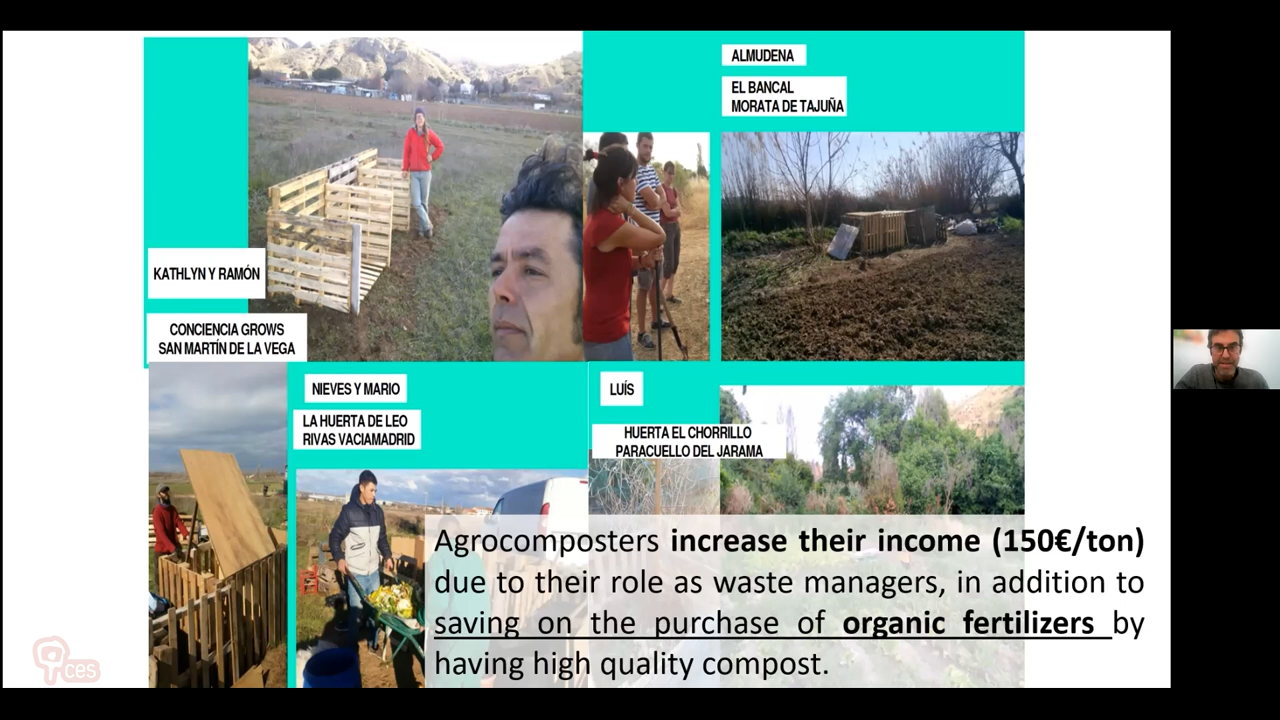 ALMUDENA
EL BANCAL
MORATA DE TAJUÑA
KATHLYN Y RAMÓN
CONCIENCIA GROWS
SAN MARTÍN DE LA VEGA
NIEVES Y MARIO
LA HUERTA DE LEO
RIVAS VACIAMADRID
LUÍS
HUERTA EL CHORRILLO
PARACUELLO DEL JARAMA
Agrocomposters increase their income (150€/ton)
due to their role as waste managers, in addition to
saving on the purchase of organic fertilizers by
having high quality compost.
ces